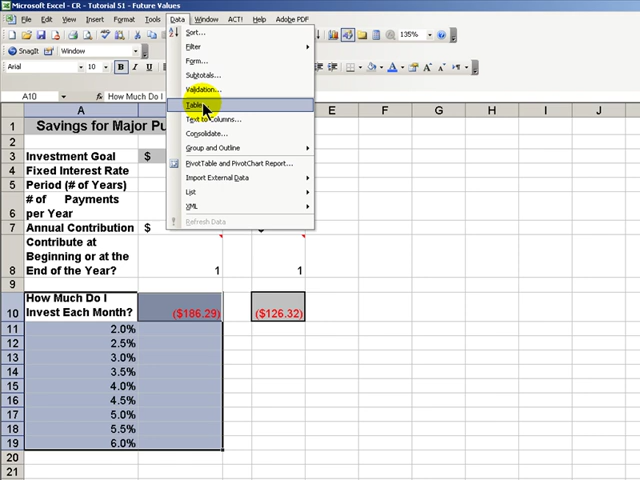 Microsoft Excel - CR - Tutorial 51 - Future Values
File Edit View Insert Format Tools Data Window ACT! Help Adobe PDF
135%
SnagIt Window
Arial 10 B I U
A10 fx How Much Do I
Sort...
Filter
Form...
Subtotals...
Validation...
Table...
Text to Columns...
Consolidate...
Group and Outline
PivotTable and PivotChart Report...
Import External Data
List
XML
Refresh Data
A E F G H I J
1 Savings for Major Pu
2
3 Investment Goal $
4 Fixed Interest Rate
5 Period (# of Years)
# of Payments
6 per Year
7 Annual Contribution $
Contribute at
Beginning or at the
8 End of the Year? 1 1
9
How Much Do I
10 Invest Each Month? ($186.29) ($126.32)
11 2.0%
12 2.5%
13 3.0%
14 3.5%
15 4.0%
16 4.5%
17 5.0%
18 5.5%
19 6.0%
20
21